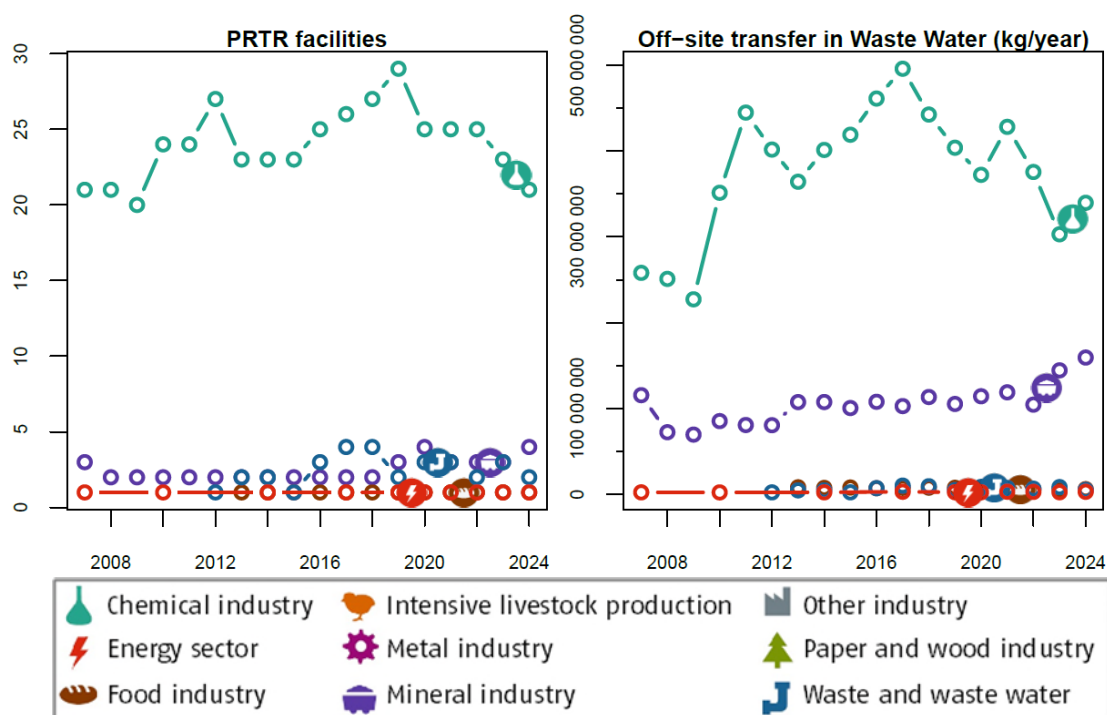 PRTR facilities
30
25
20
15
10
5
0
2008 2012 2016 2020 2024
Off−site transfer in Waste Water (kg/year)
500 000 000
300 000 000
100 000 000
0
2008 2012 2016 2020 2024
Chemical industry Intensive livestock production Other industry
Energy sector Metal industry Paper and wood industry
Food industry Mineral industry Waste and waste water